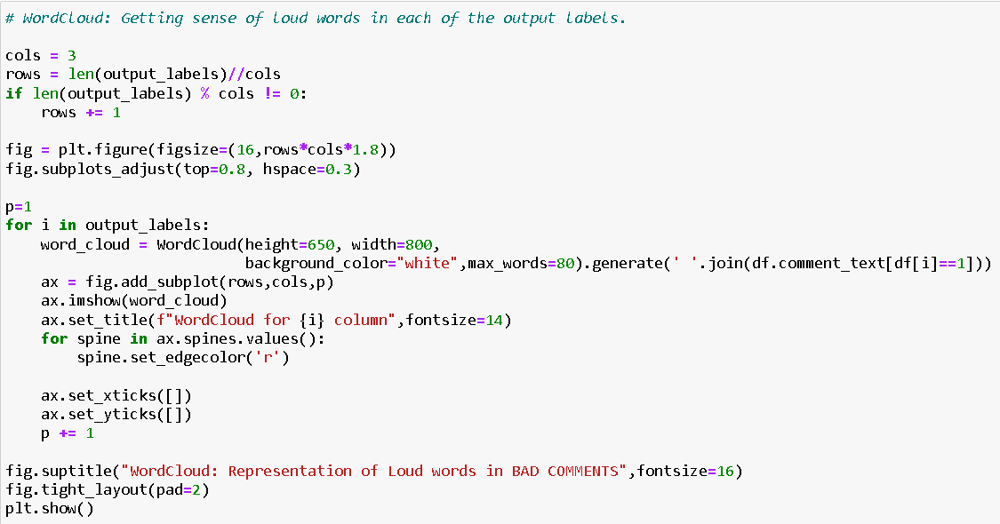 # WordCloud: Getting sense of loud words in each of the output labels.

cols = 3
rows = len(output_labels)//cols
if len(output_labels) % cols != 0:
    rows += 1

fig = plt.figure(figsize=(16,rows*cols*1.8))
fig.subplots_adjust(top=0.8, hspace=0.3)

p=1
for i in output_labels:
    word_cloud = WordCloud(height=650, width=800,
                           background_color="white",max_words=80).generate(' '.join(df.comment_text[df[i]==1]))
    ax = fig.add_subplot(rows,cols,p)
    ax.imshow(word_cloud)
    ax.set_title(f"WordCloud for {i} column",fontsize=14)
    for spine in ax.spines.values():
        spine.set_edgecolor('r')

    ax.set_xticks([])
    ax.set_yticks([])
    p += 1

fig.suptitle("WordCloud: Representation of Loud words in BAD COMMENTS",fontsize=16)
fig.tight_layout(pad=2)
plt.show()